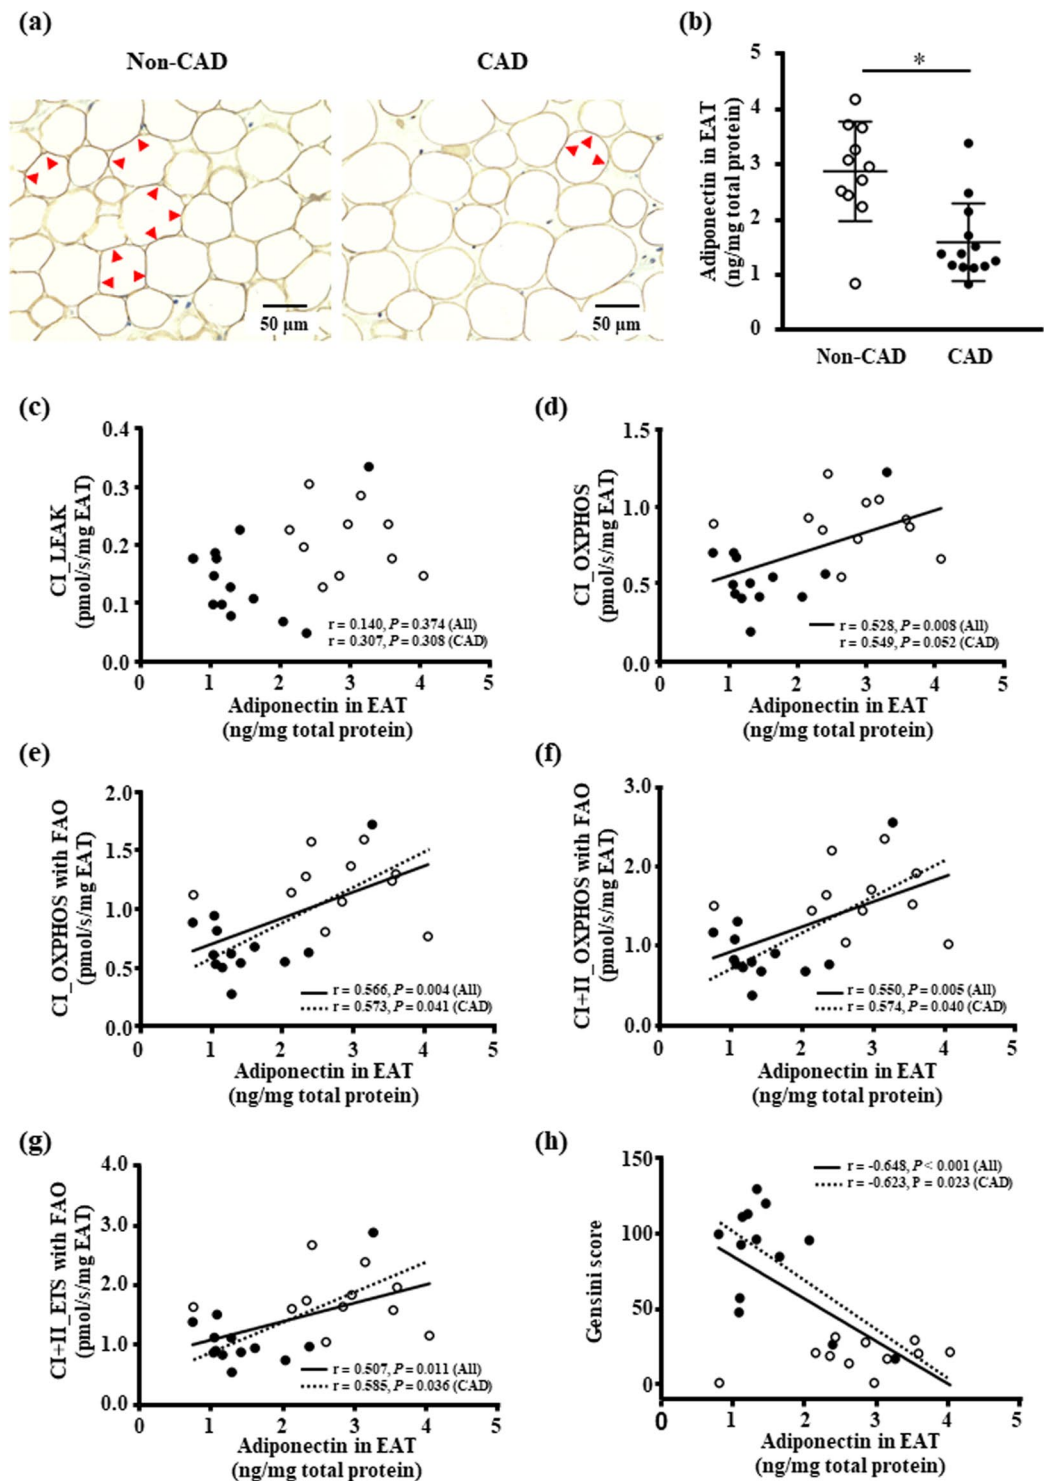 (a)
Non-CAD
CAD
50 µm
50 µm
(b)
Adiponectin in EAT
(ng/mg total protein)
5
4
3
2
1
0
*
Non-CAD
CAD
(c)
CI_LEAK
(pmol/s/mg EAT)
0.4
0.3
0.2
0.1
0.0
r = 0.140, P = 0.374 (All)
r = 0.307, P = 0.308 (CAD)
0 1 2 3 4 5
Adiponectin in EAT
(ng/mg total protein)
(d)
CI_OXPHOS
(pmol/s/mg EAT)
1.5
1.0
0.5
0.0
r = 0.528, P = 0.008 (All)
r = 0.549, P = 0.052 (CAD)
0 1 2 3 4 5
Adiponectin in EAT
(ng/mg total protein)
(e)
CI_OXPHOS with FAO
(pmol/s/mg EAT)
2.0
1.5
1.0
0.5
0.0
r = 0.566, P = 0.004 (All)
r = 0.573, P = 0.041 (CAD)
0 1 2 3 4 5
Adiponectin in EAT
(ng/mg total protein)
(f)
CI+II_OXPHOS with FAO
(pmol/s/mg EAT)
3.0
2.0
1.0
0.0
r = 0.550, P = 0.005 (All)
r = 0.574, P = 0.040 (CAD)
0 1 2 3 4 5
Adiponectin in EAT
(ng/mg total protein)
(g)
CI+II_ETS with FAO
(pmol/s/mg EAT)
4.0
3.0
2.0
1.0
0.0
r = 0.507, P = 0.011 (All)
r = 0.585, P = 0.036 (CAD)
0 1 2 3 4 5
Adiponectin in EAT
(ng/mg total protein)
(h)
Gensini score
150
100
50
0
r = -0.648, P < 0.001 (All)
r = -0.623, P = 0.023 (CAD)
0 1 2 3 4 5
Adiponectin in EAT
(ng/mg total protein)